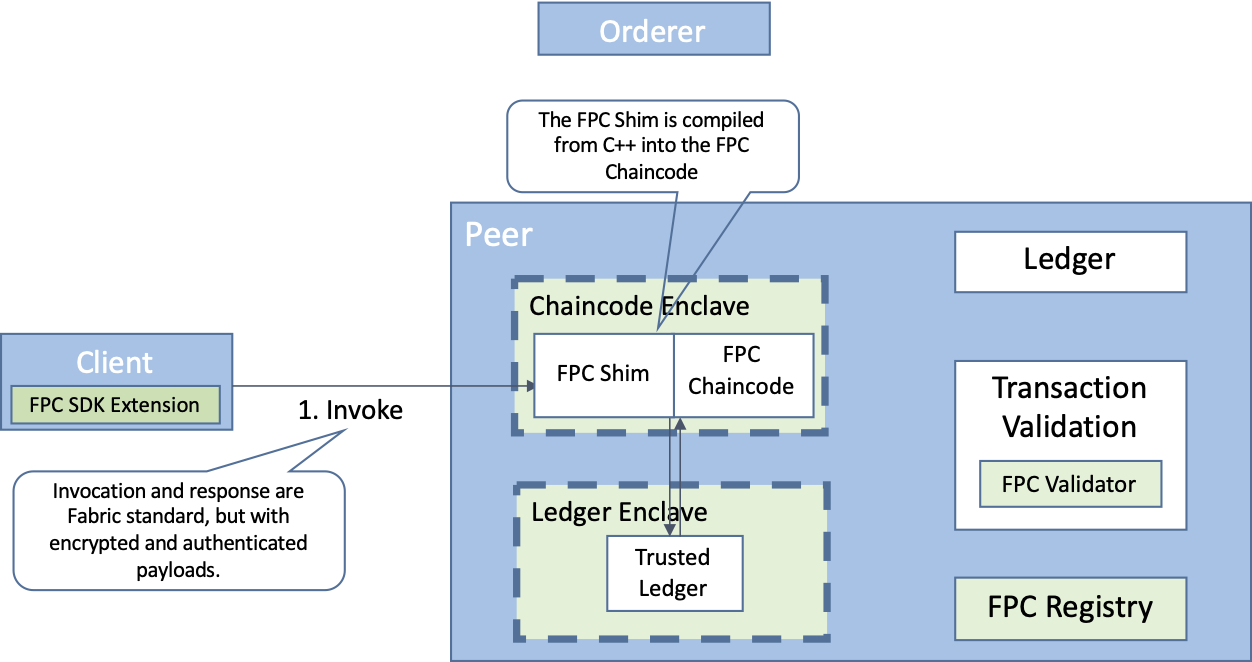 Orderer
The FPC Shim is compiled
from C++ into the FPC
Chaincode
Peer
Ledger
Chaincode Enclave
FPC Shim
FPC
Chaincode
Client
FPC SDK Extension
1. Invoke
Transaction
Validation
FPC Validator
Invocation and response are
Fabric standard, but with
encrypted and authenticated
payloads.
Ledger Enclave
Trusted
Ledger
FPC Registry